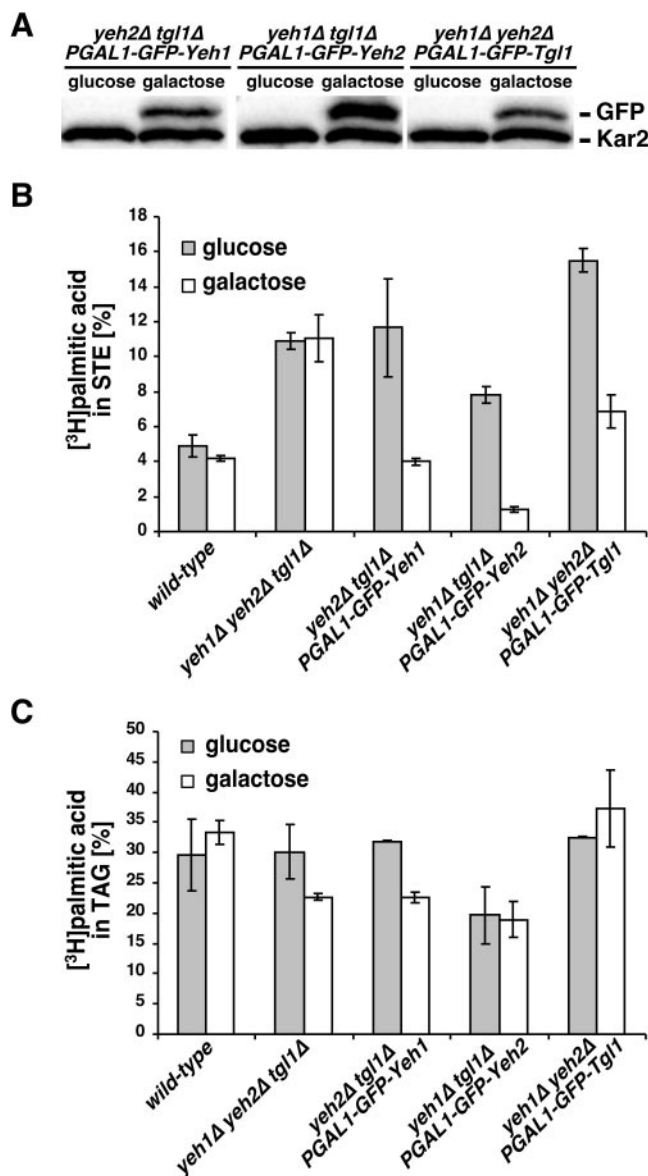 A
yeh2Δ tgl1Δ yeh1Δ tgl1Δ yeh1Δ yeh2Δ
PGAL1-GFP-Yeh1 PGAL1-GFP-Yeh2 PGAL1-GFP-Tgl1
glucose galactose glucose galactose glucose galactose
– GFP
– Kar2
B
18
16
14
12
10
8
6
4
2
0
[³H]palmitic acid
in STE [%]
glucose
galactose
wild-type
yeh1Δ yeh2Δ tgl1Δ
yeh2Δ tgl1Δ
PGAL1-GFP-Yeh1
yeh1Δ tgl1Δ
PGAL1-GFP-Yeh2
yeh1Δ yeh2Δ
PGAL1-GFP-Tgl1
C
50
45
40
35
30
25
20
15
10
5
0
[³H]palmitic acid
in TAG [%]
glucose
galactose
wild-type
yeh1Δ yeh2Δ tgl1Δ
yeh2Δ tgl1Δ
PGAL1-GFP-Yeh1
yeh1Δ tgl1Δ
PGAL1-GFP-Yeh2
yeh1Δ yeh2Δ
PGAL1-GFP-Tgl1